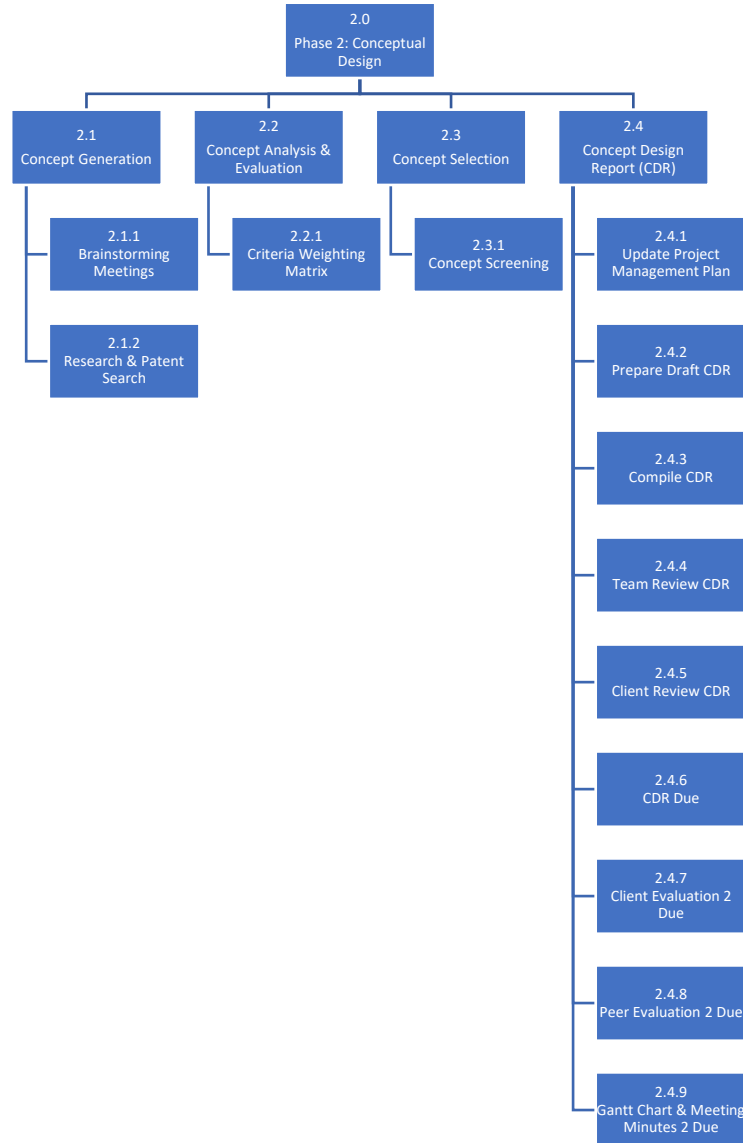 2.0
Phase 2: Conceptual
Design
2.1
Concept Generation
2.2
Concept Analysis &
Evaluation
2.3
Concept Selection
2.4
Concept Design
Report (CDR)
2.1.1
Brainstorming
Meetings
2.1.2
Research & Patent
Search
2.2.1
Criteria Weighting
Matrix
2.3.1
Concept Screening
2.4.1
Update Project
Management Plan
2.4.2
Prepare Draft CDR
2.4.3
Compile CDR
2.4.4
Team Review CDR
2.4.5
Client Review CDR
2.4.6
CDR Due
2.4.7
Client Evaluation 2
Due
2.4.8
Peer Evaluation 2 Due
2.4.9
Gantt Chart & Meeting
Minutes 2 Due